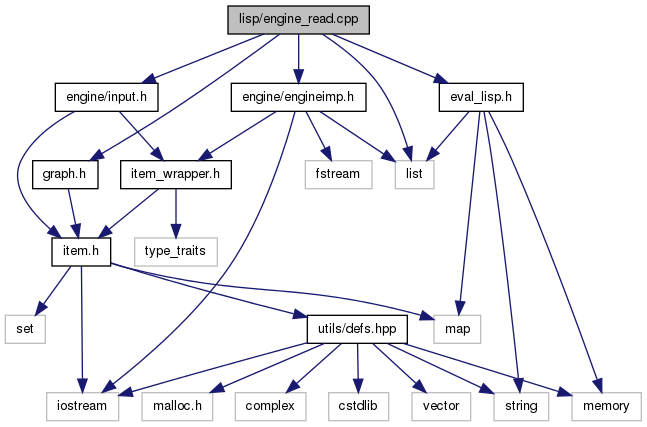 lisp/engine_read.cpp
engine/input.h
engine/engineimp.h
eval_lisp.h
graph.h
item_wrapper.h
fstream
list
item.h
type_traits
set
utils/defs.hpp
map
iostream
malloc.h
complex
cstdlib
vector
string
memory